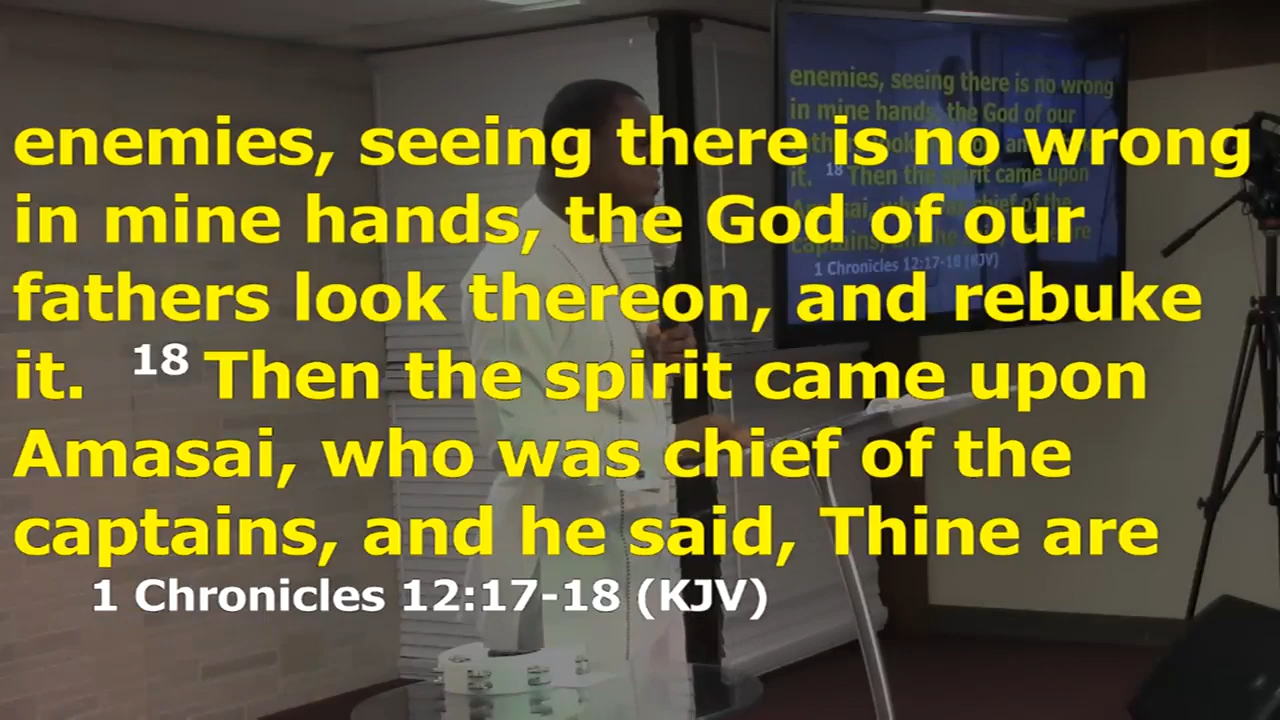 enemies, seeing there is no wrong
in mine hands, the God of our
fathers look thereon, and rebuke
it. 18 Then the spirit came upon
Amasai, who was chief of the
captains, and he said, Thine are
1 Chronicles 12:17-18 (KJV)
enemies, seeing there is no wrong
in mine hands, the God of our
it. 18 Then the spirit came upon
chief of the
1 Chronicles 12:17-18 (KJV)